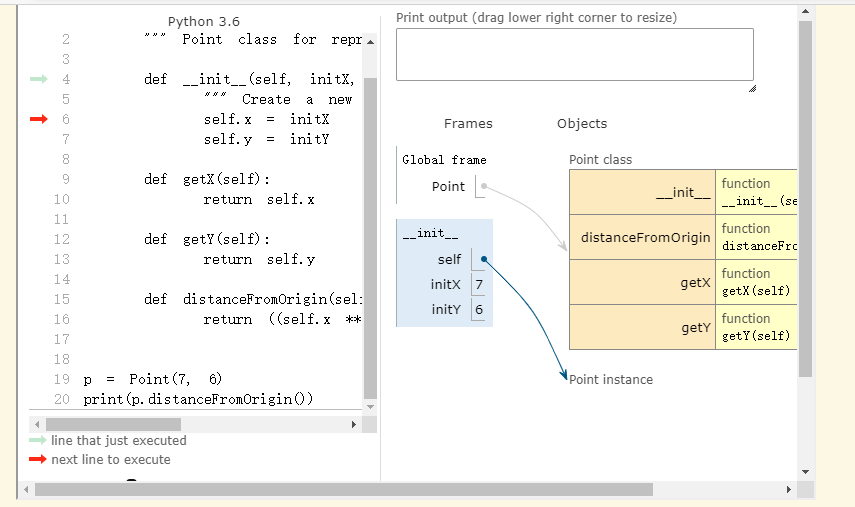 Python 3.6
2 """ Point class for repr
3
4 def __init__(self, initX,
5 """ Create a new
6 self.x = initX
7 self.y = initY
8
9 def getX(self):
10 return self.x
11
12 def getY(self):
13 return self.y
14
15 def distanceFromOrigin(sel
16 return ((self.x **
17
18
19 p = Point(7, 6)
20 print(p.distanceFromOrigin())
line that just executed
next line to execute
Print output (drag lower right corner to resize)
Frames Objects
Global frame
Point
__init__
self
initX 7
initY 6
Point class
__init__ function
__init__(se
distanceFromOrigin function
distanceFro
getX function
getX(self)
getY function
getY(self)
Point instance